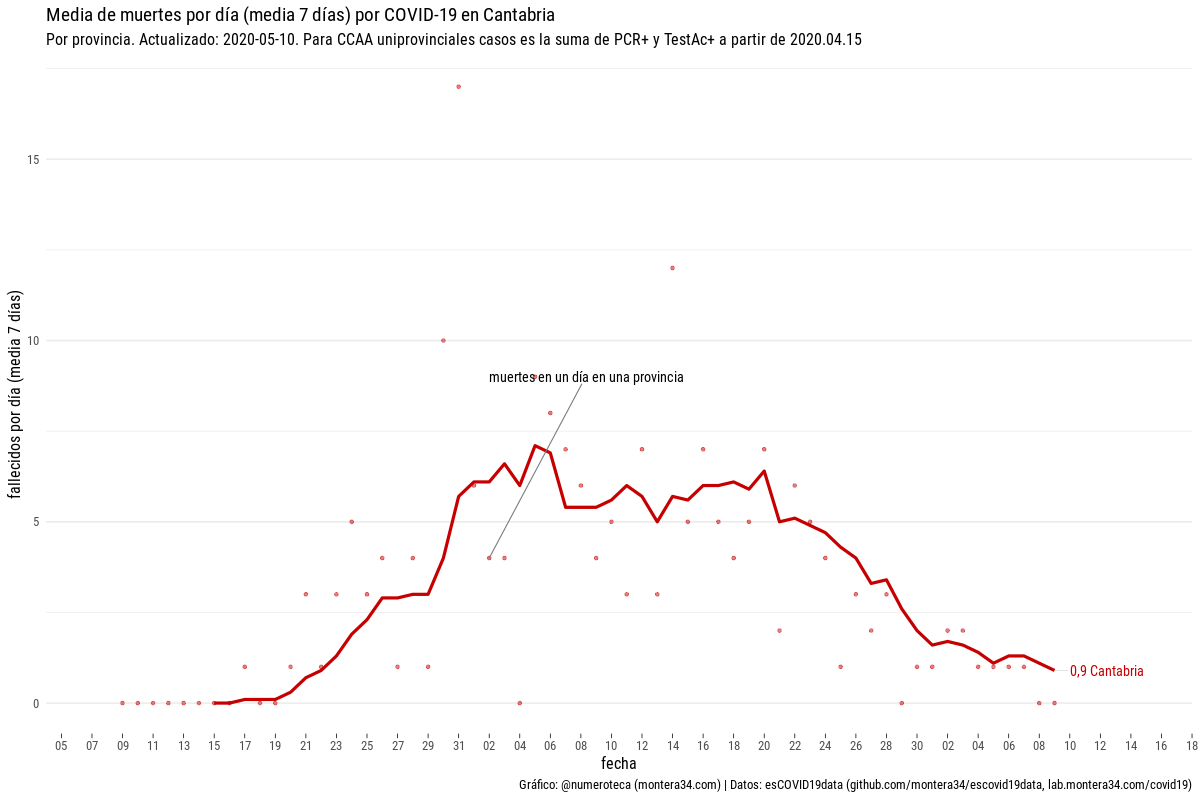 Media de muertes por día (media 7 días) por COVID-19 en Cantabria
Por provincia. Actualizado: 2020-05-10. Para CCAA uniprovinciales casos es la suma de PCR+ y TestAc+ a partir de 2020.04.15
fallecidos por día (media 7 días)
15
10
5
0
muertes en un día en una provincia
0,9 Cantabria
05 07 09 11 13 15 17 19 21 23 25 27 29 31 02 04 06 08 10 12 14 16 18 20 22 24 26 28 30 02 04 06 08 10 12 14 16 18
fecha
Gráfico: @numeroteca (montera34.com) | Datos: esCOVID19data (github.com/montera34/escovid19data, lab.montera34.com/covid19)